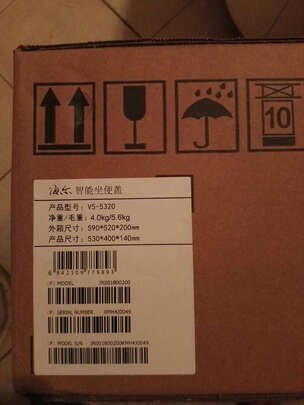 10
海尔 智能坐便盖
产品型号: V5-5320
净重/毛重: 4.0kg/5.6kg
外箱尺寸: 590*520*200mm
产品尺寸: 530*400*140mm
(P) MODEL
(P) SERIAL NUMBER
(P) MODEL S/N